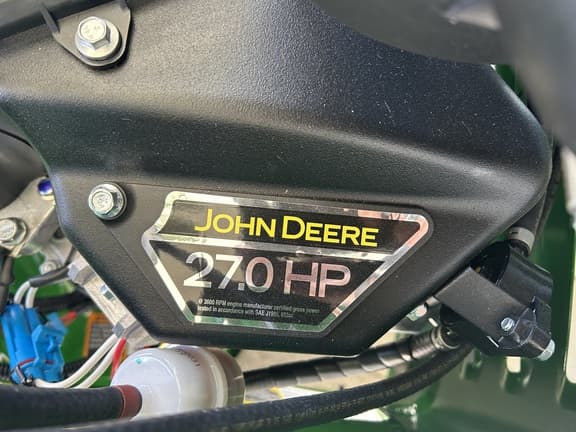 JOHN DEERE
27.0 HP
@ 3600 RPM engine manufacturer certified gross power
tested in accordance with SAE J1995,